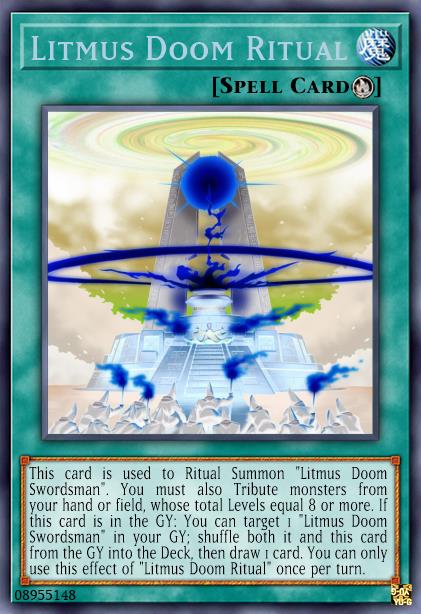 Litmus Doom Ritual
魔
[Spell Card]
This card is used to Ritual Summon "Litmus Doom
Swordsman". You must also Tribute monsters from
your hand or field, whose total Levels equal 8 or more. If
this card is in the GY: You can target 1 "Litmus Doom
Swordsman" in your GY; shuffle both it and this card
from the GY into the Deck, then draw 1 card. You can only
use this effect of "Litmus Doom Ritual" once per turn.
08955148